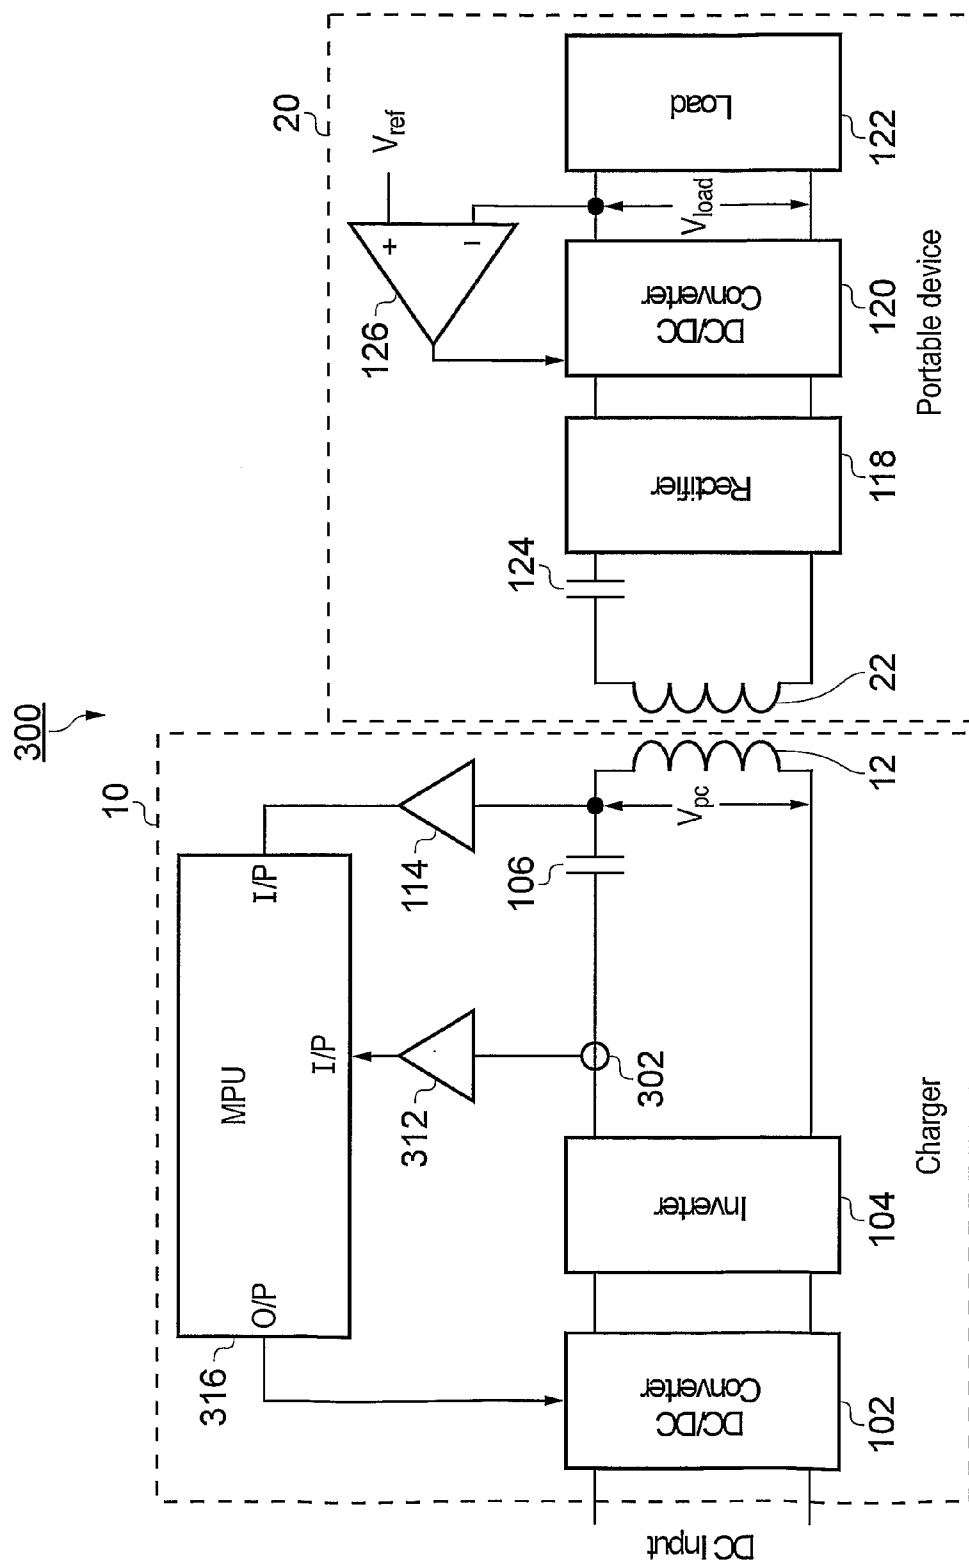 300
10
20
MPU
O/P
I/P
I/P
316
312
114
302
106
V_pc
12
22
124
126
V_ref
+
−
V_load
DC Input
DC/DC
Converter
102
Inverter
104
Rectifier
118
DC/DC
Converter
120
Load
122
Charger
Portable device